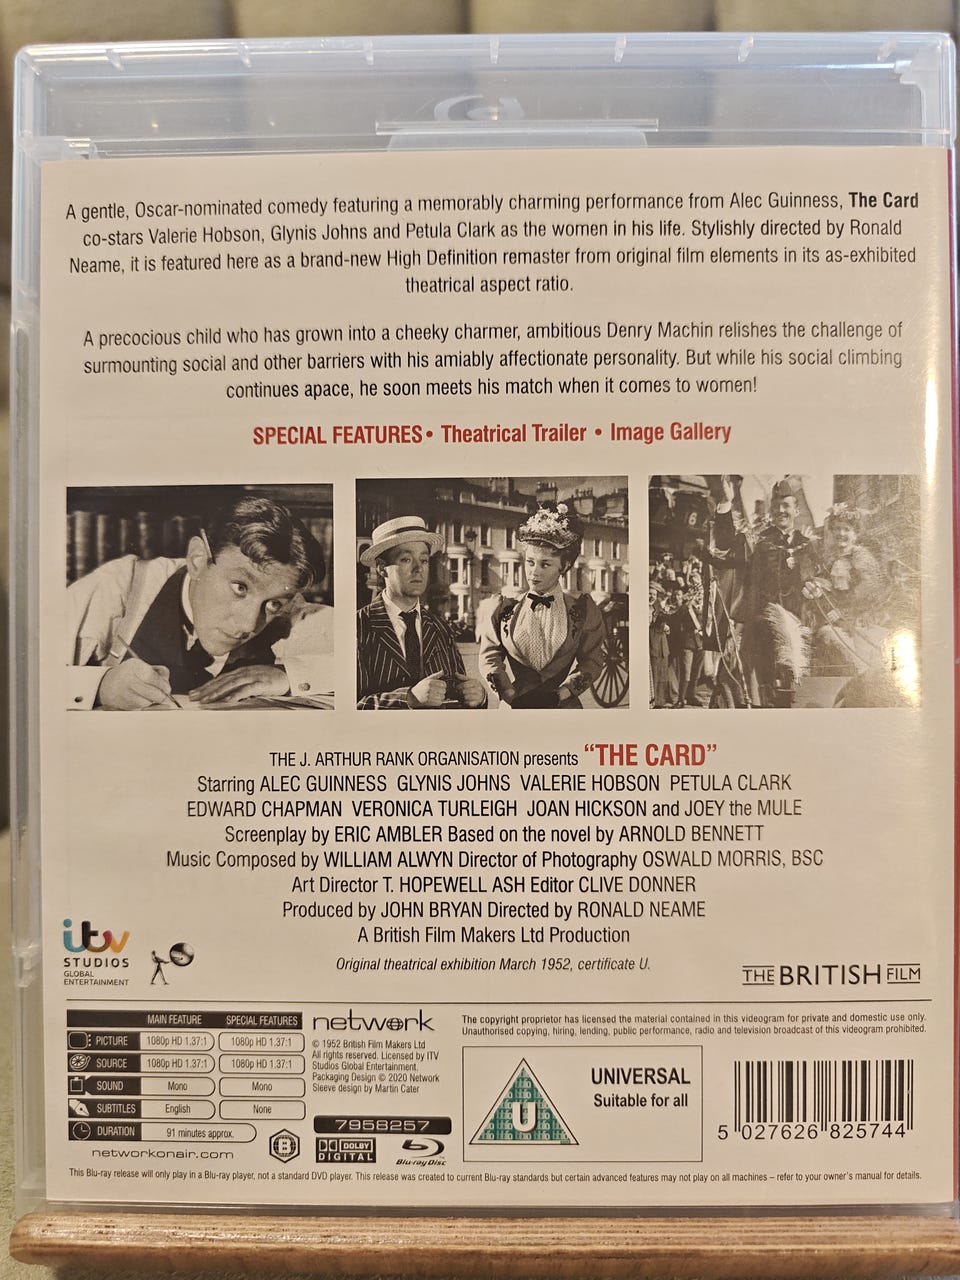 A gentle, Oscar-nominated comedy featuring a memorably charming performance from Alec Guinness, The Card
co-stars Valerie Hobson, Glynis Johns and Petula Clark as the women in his life. Stylishly directed by Ronald
Neame, it is featured here as a brand-new High Definition remaster from original film elements in its as-exhibited
theatrical aspect ratio.
A precocious child who has grown into a cheeky charmer, ambitious Denry Machin relishes the challenge of
surmounting social and other barriers with his amiably affectionate personality. But while his social climbing
continues apace, he soon meets his match when it comes to women!
SPECIAL FEATURES • Theatrical Trailer • Image Gallery
6
THE J. ARTHUR RANK ORGANISATION presents “THE CARD”
Starring ALEC GUINNESS GLYNIS JOHNS VALERIE HOBSON PETULA CLARK
EDWARD CHAPMAN VERONICA TURLEIGH JOAN HICKSON and JOEY the MULE
Screenplay by ERIC AMBLER Based on the novel by ARNOLD BENNETT
Music Composed by WILLIAM ALWYN Director of Photography OSWALD MORRIS, BSC
Art Director T. HOPEWELL ASH Editor CLIVE DONNER
Produced by JOHN BRYAN Directed by RONALD NEAME
A British Film Makers Ltd Production
Original theatrical exhibition March 1952, certificate U.
itv
STUDIOS
GLOBAL
ENTERTAINMENT
THE BRITISH FILM
MAIN FEATURE SPECIAL FEATURES
PICTURE 1080p HD 1.37:1 1080p HD 1.37:1
SOURCE 1080p HD 1.37:1 1080p HD 1.37:1
SOUND Mono Mono
SUBTITLES English None
DURATION 91 minutes approx.
networkonair.com
B
network
© 1952 British Film Makers Ltd
All rights reserved. Licensed by ITV
Studios Global Entertainment.
Packaging Design © 2020 Network
Sleeve design by Martin Cater
7958257
DOLBY
DIGITAL
Blu-ray Disc
The copyright proprietor has licensed the material contained in this videogram for private and domestic use only.
Unauthorised copying, hiring, lending, public performance, radio and television broadcast of this videogram prohibited.
U
UNIVERSAL
Suitable for all
5 027626 825744
This Blu-ray release will only play in a Blu-ray player, not a standard DVD player. This release was created to current Blu-ray standards but certain advanced features may not play on all machines – refer to your owner's manual for details.